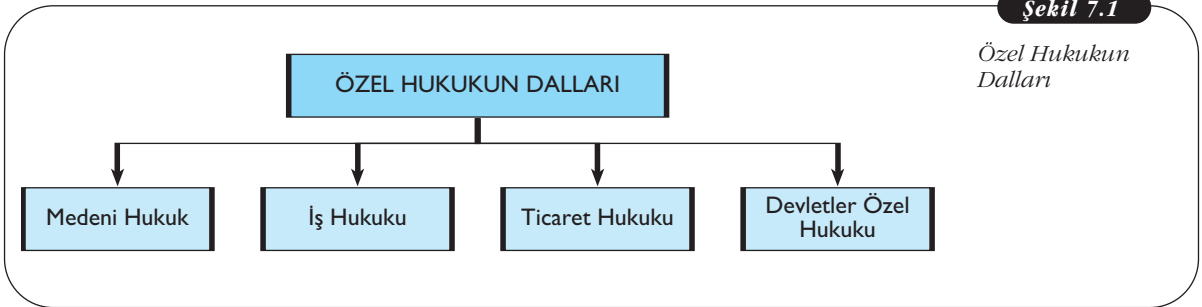 Şekil 7.1
Özel Hukukun
Dalları
ÖZEL HUKUKUN DALLARI
Medeni Hukuk
İş Hukuku
Ticaret Hukuku
Devletler Özel
Hukuku